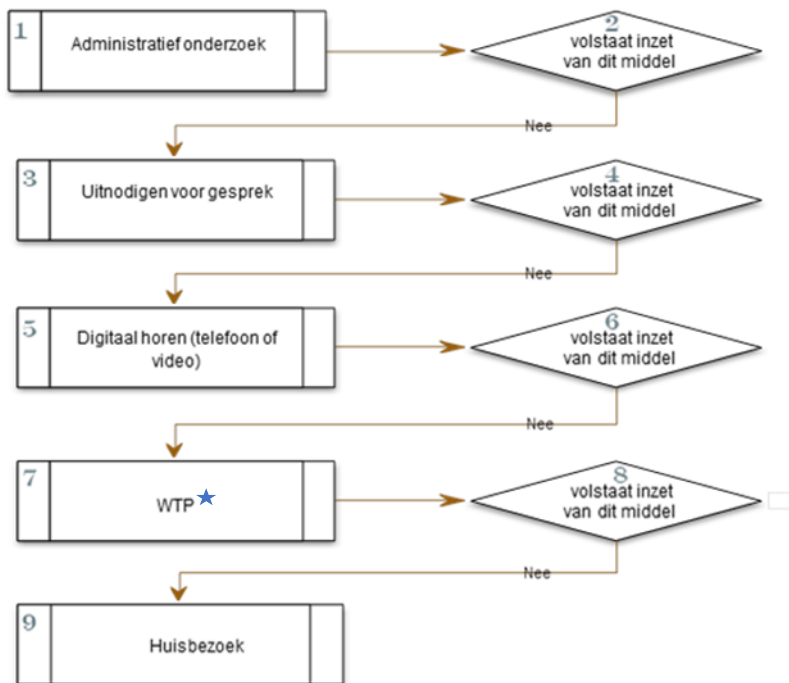 1
Administratief onderzoek
2
volstaat inzet
van dit middel
Nee
3
Uitnodigen voor gesprek
4
volstaat inzet
van dit middel
Nee
5
Digitaal horen (telefoon of
video)
6
volstaat inzet
van dit middel
Nee
7
WTP
8
volstaat inzet
van dit middel
Nee
9
Huisbezoek